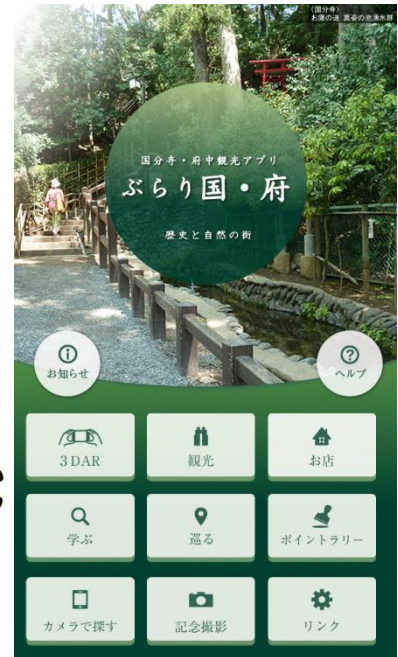 (国分寺)
お鷹の道 真姿の池湧水群
国分寺・府中観光アプリ
ぶらり国・府
歴史と自然の街
お知らせ
ヘルプ
3DAR
観光
お店
学ぶ
巡る
ポイントラリー
カメラで探す
記念撮影
リンク